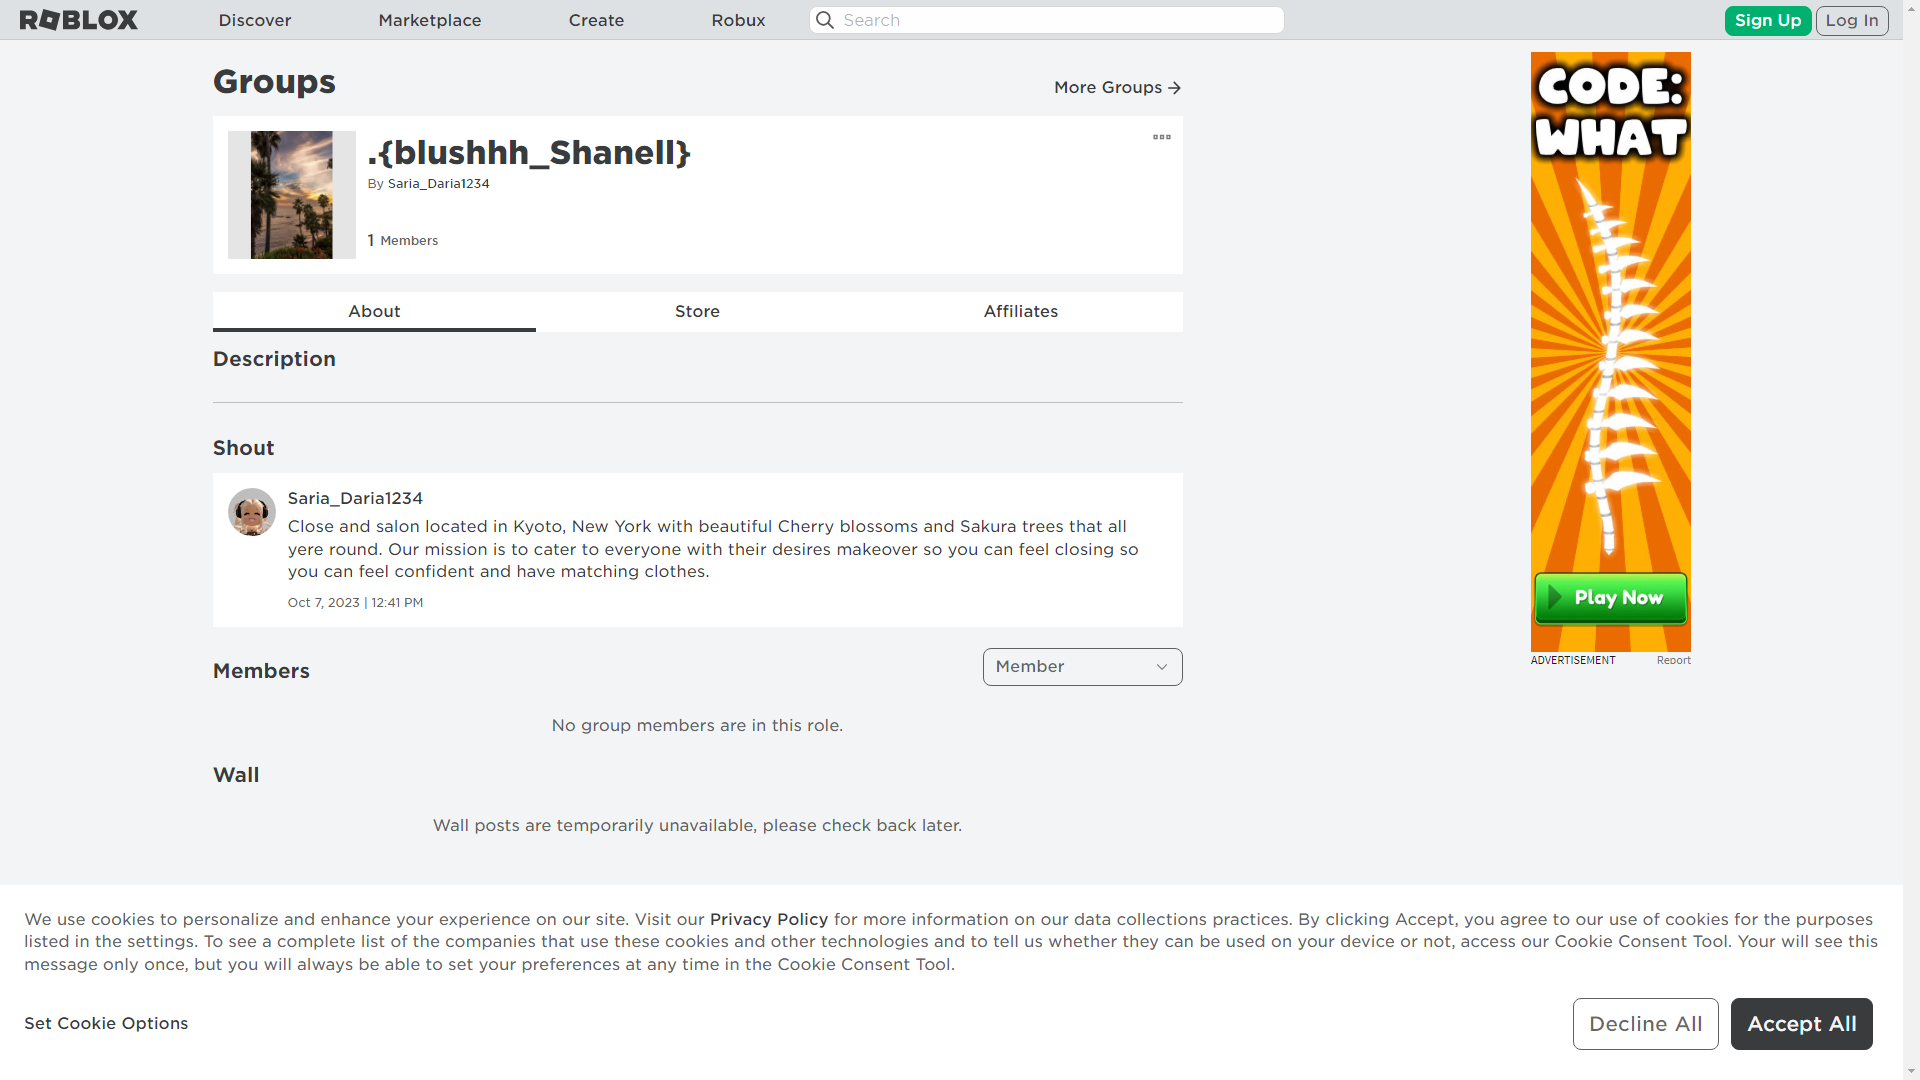 ROBLOX
Discover
Marketplace
Create
Robux
Search
Sign Up
Log In
Groups
More Groups
.{blushhh_Shanell}
By Saria_Daria1234
1 Members
About
Store
Affiliates
Description
Shout
Saria_Daria1234
Close and salon located in Kyoto, New York with beautiful Cherry blossoms and Sakura trees that all
yere round. Our mission is to cater to everyone with their desires makeover so you can feel closing so
you can feel confident and have matching clothes.
Oct 7, 2023 | 12:41 PM
Members
Member
No group members are in this role.
Wall
Wall posts are temporarily unavailable, please check back later.
CODE:
WHAT
Play Now
ADVERTISEMENT
Report
We use cookies to personalize and enhance your experience on our site. Visit our Privacy Policy for more information on our data collections practices. By clicking Accept, you agree to our use of cookies for the purposes
listed in the settings. To see a complete list of the companies that use these cookies and other technologies and to tell us whether they can be used on your device or not, access our Cookie Consent Tool. Your will see this
message only once, but you will always be able to set your preferences at any time in the Cookie Consent Tool.
Set Cookie Options
Decline All
Accept All